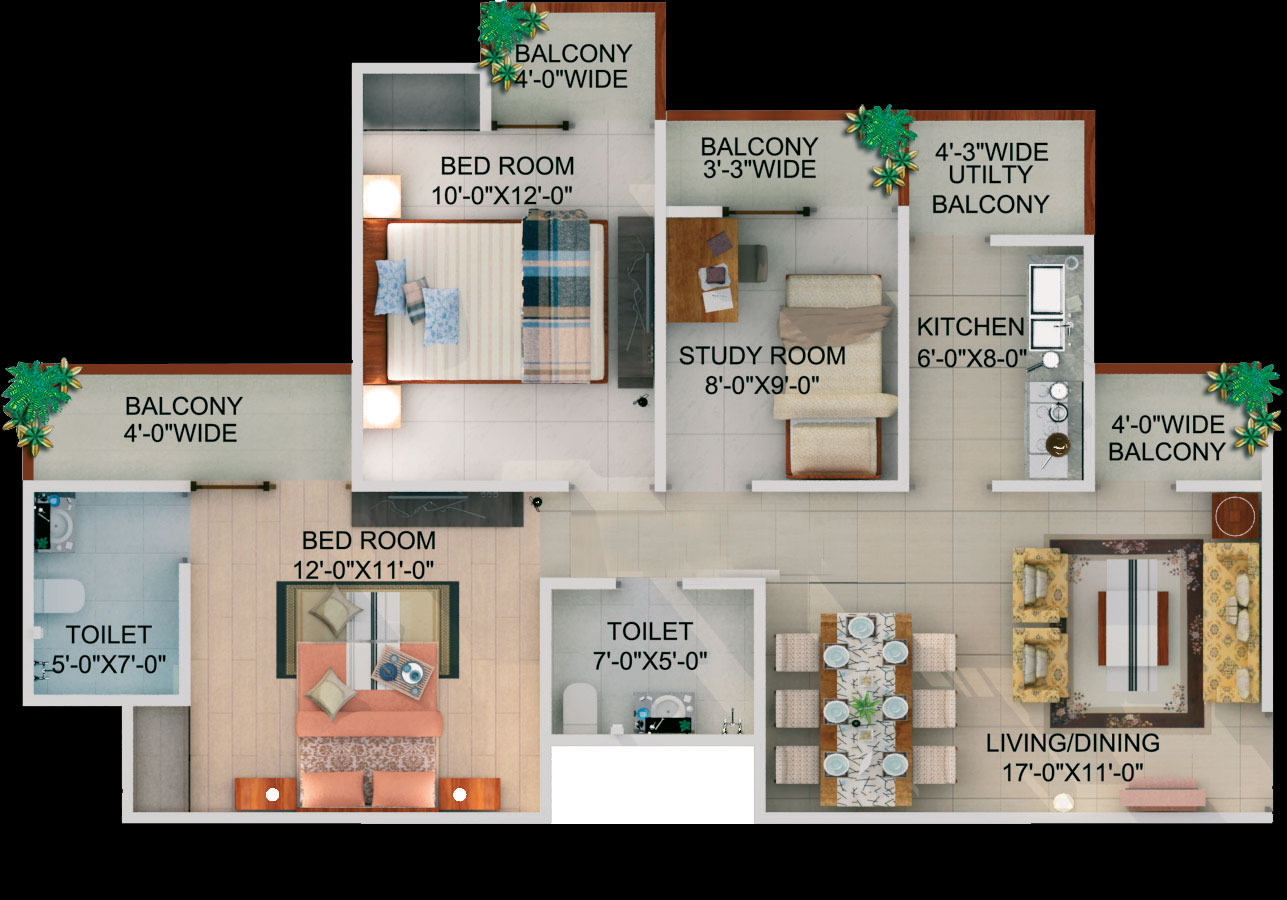 BALCONY
4'-0"WIDE
BED ROOM
10'-0"X12'-0"
BALCONY
3'-3"WIDE
4'-3"WIDE
UTILTY
BALCONY
STUDY ROOM
8'-0"X9'-0"
KITCHEN
6'-0"X8-0"
BALCONY
4'-0"WIDE
4'-0"WIDE
BALCONY
BED ROOM
12'-0"X11'-0"
TOILET
5'-0"X7'-0"
TOILET
7'-0"X5'-0"
LIVING/DINING
17'-0"X11'-0"